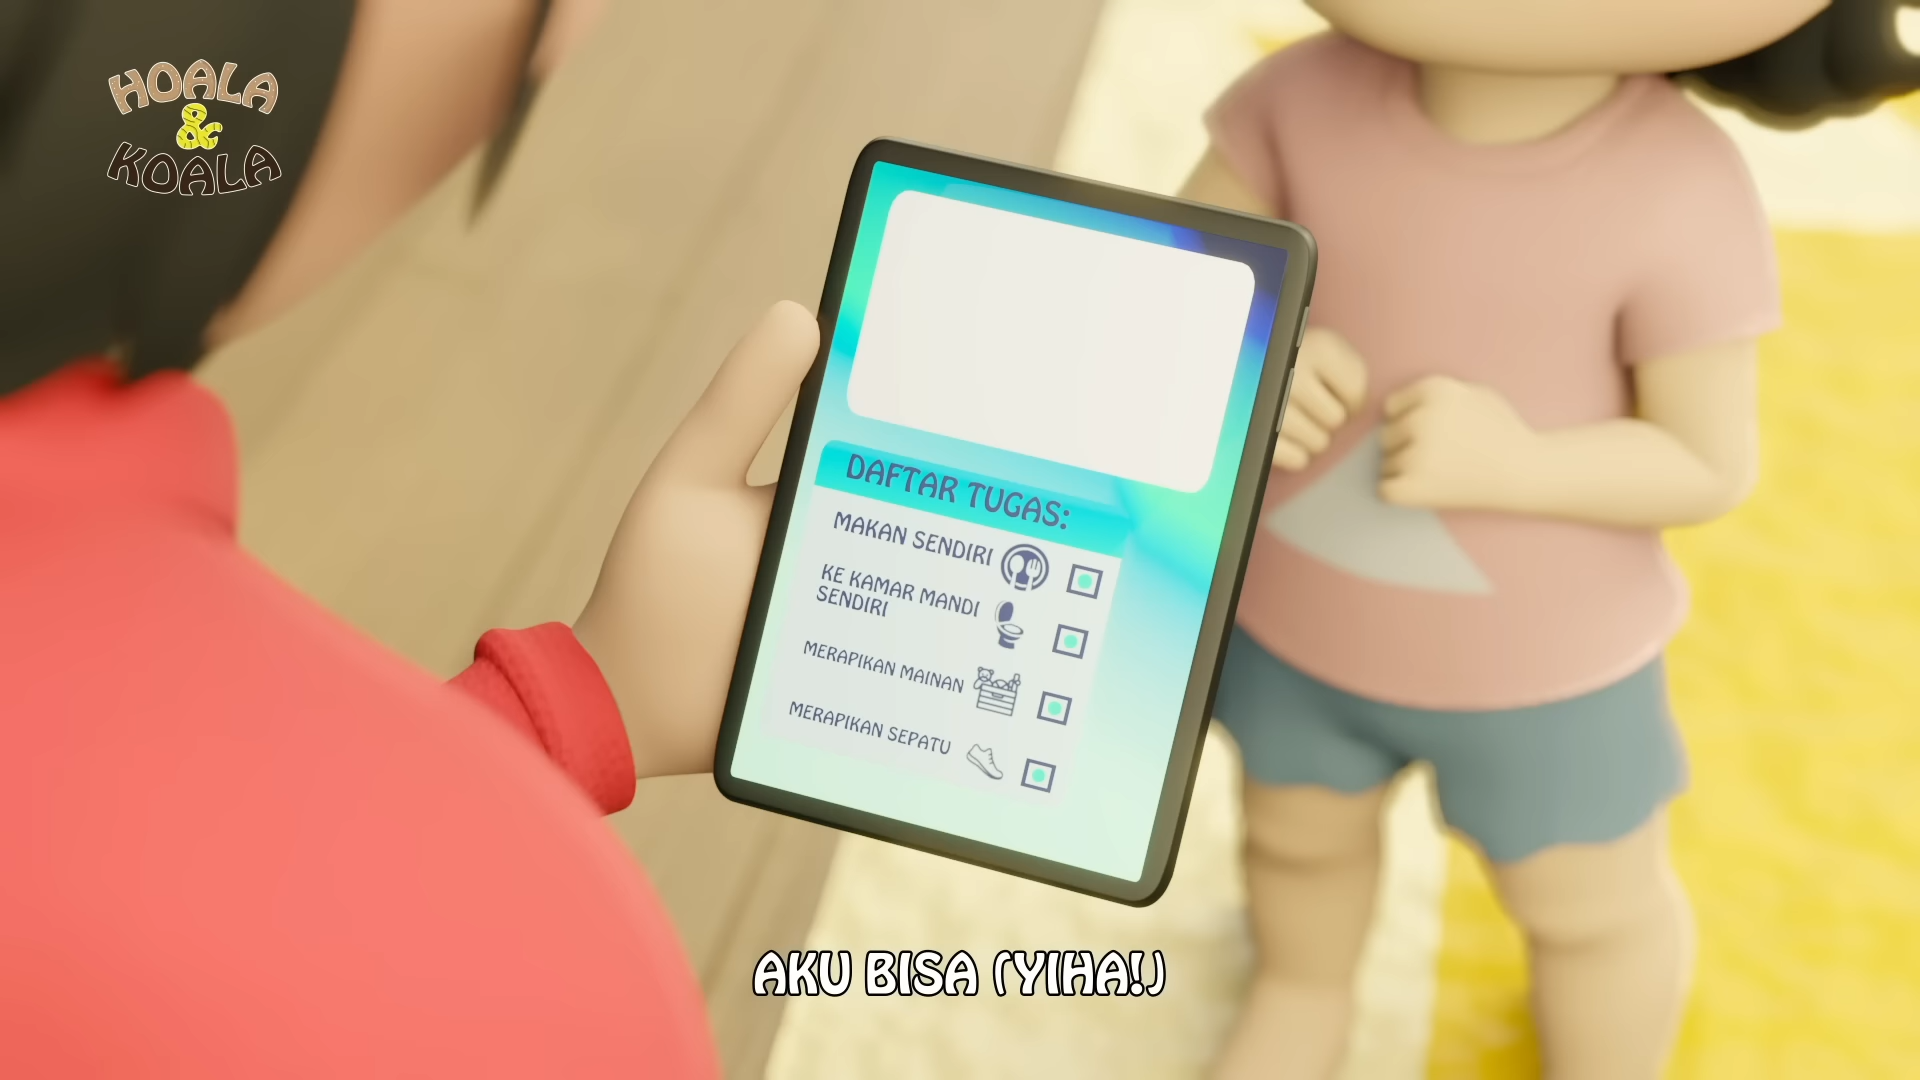 HOALA
&
KOALA
DAFTAR TUGAS:
MAKAN SENDIRI
KE KAMAR MANDI
SENDIRI
MERAPIKAN MAINAN
MERAPIKAN SEPATU
AKU BISA (YIHA!)